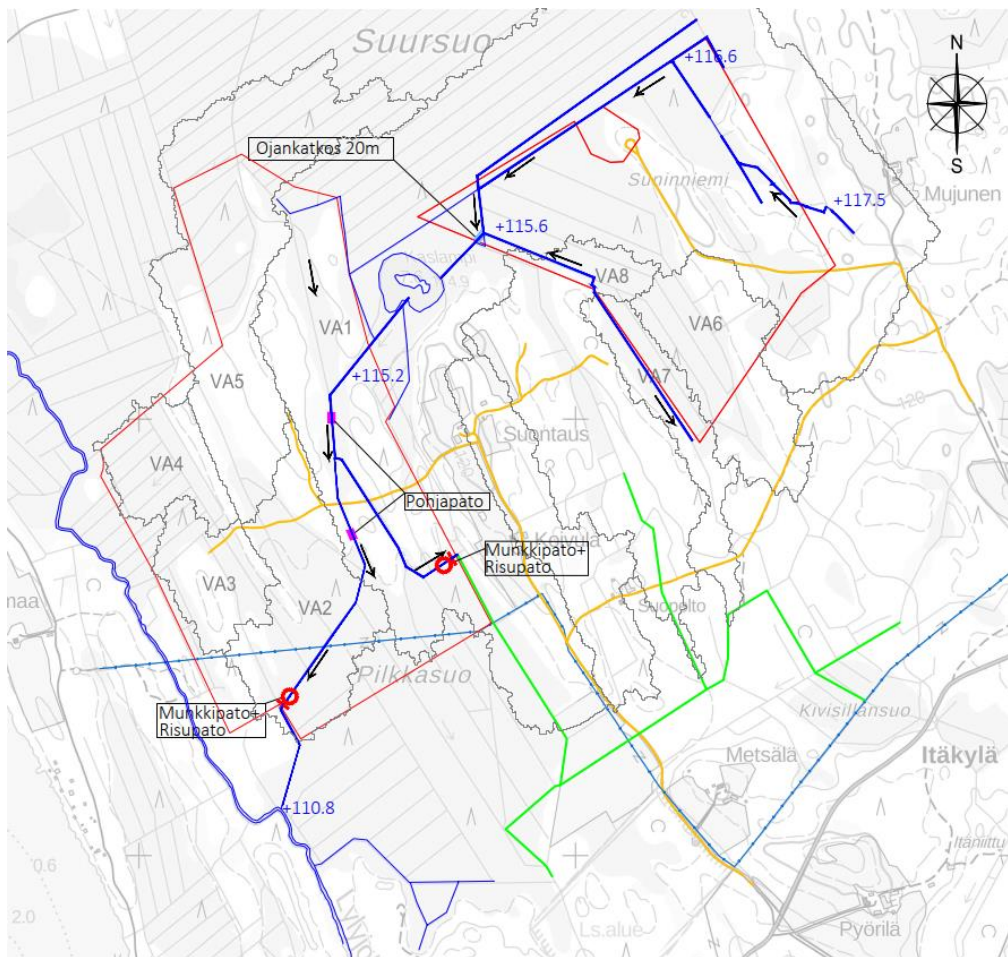 Suursuo
+116.6
N
S
Ojankatkos 20m
Suninniemi
Mujunen
+117.5
+115.6
VA8
VA1
VA6
VA5
+115.2
VA7
120
Suontaus
VA4
Pohjapato
Munkkipato+
Risupato
VA3
VA2
Suopelto
maa
Pilkkasuo
Munkkipato+
Risupato
Kivisillansuo
Metsälä
Itäkylä
+110.8
Itäniittu
0.6
2.0
Ls.alue
Pyörilä